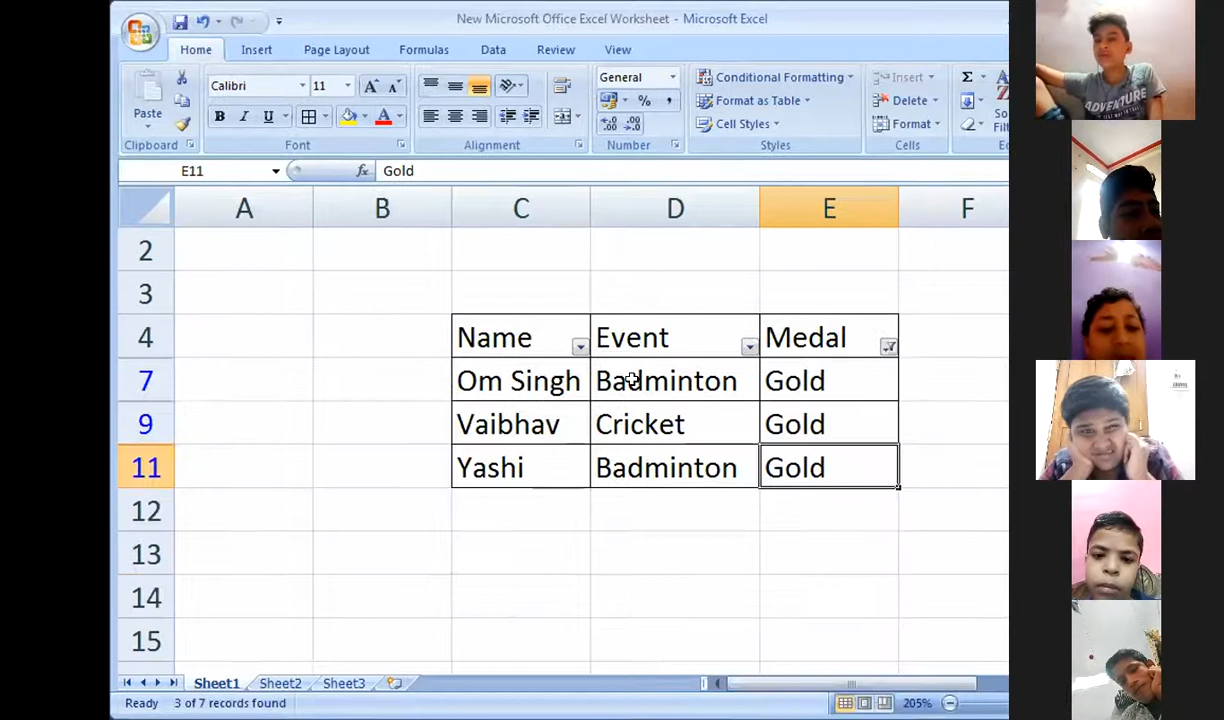 New Microsoft Office Excel Worksheet - Microsoft Excel
Home Insert Page Layout Formulas Data Review View
Calibri 11 General Conditional Formatting Insert Σ
Paste Format as Table Delete
B I U A % , Cell Styles Format
Clipboard Font Alignment Number Styles Cells
E11 fx Gold
A B C D E F
2
3
4 Name Event Medal
7 Om Singh Badminton Gold
9 Vaibhav Cricket Gold
11 Yashi Badminton Gold
12
13
14
15
Sheet1 Sheet2 Sheet3
Ready 3 of 7 records found 205%
ADVENTURE